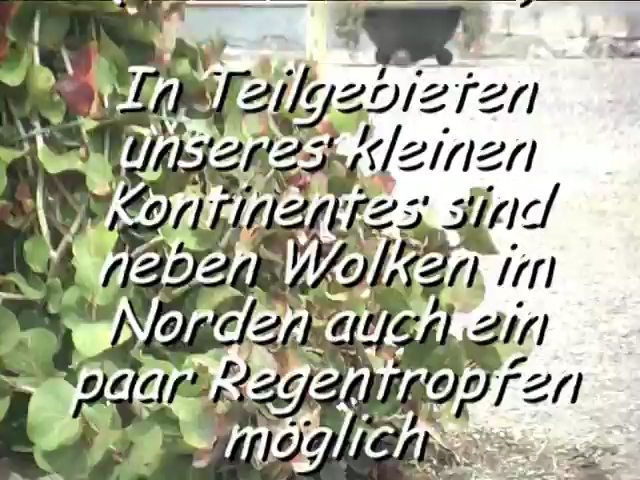 In Teilgebieten
unseres kleinen
Kontinentes sind
neben Wolken im
Norden auch ein
paar Regentropfen
möglich